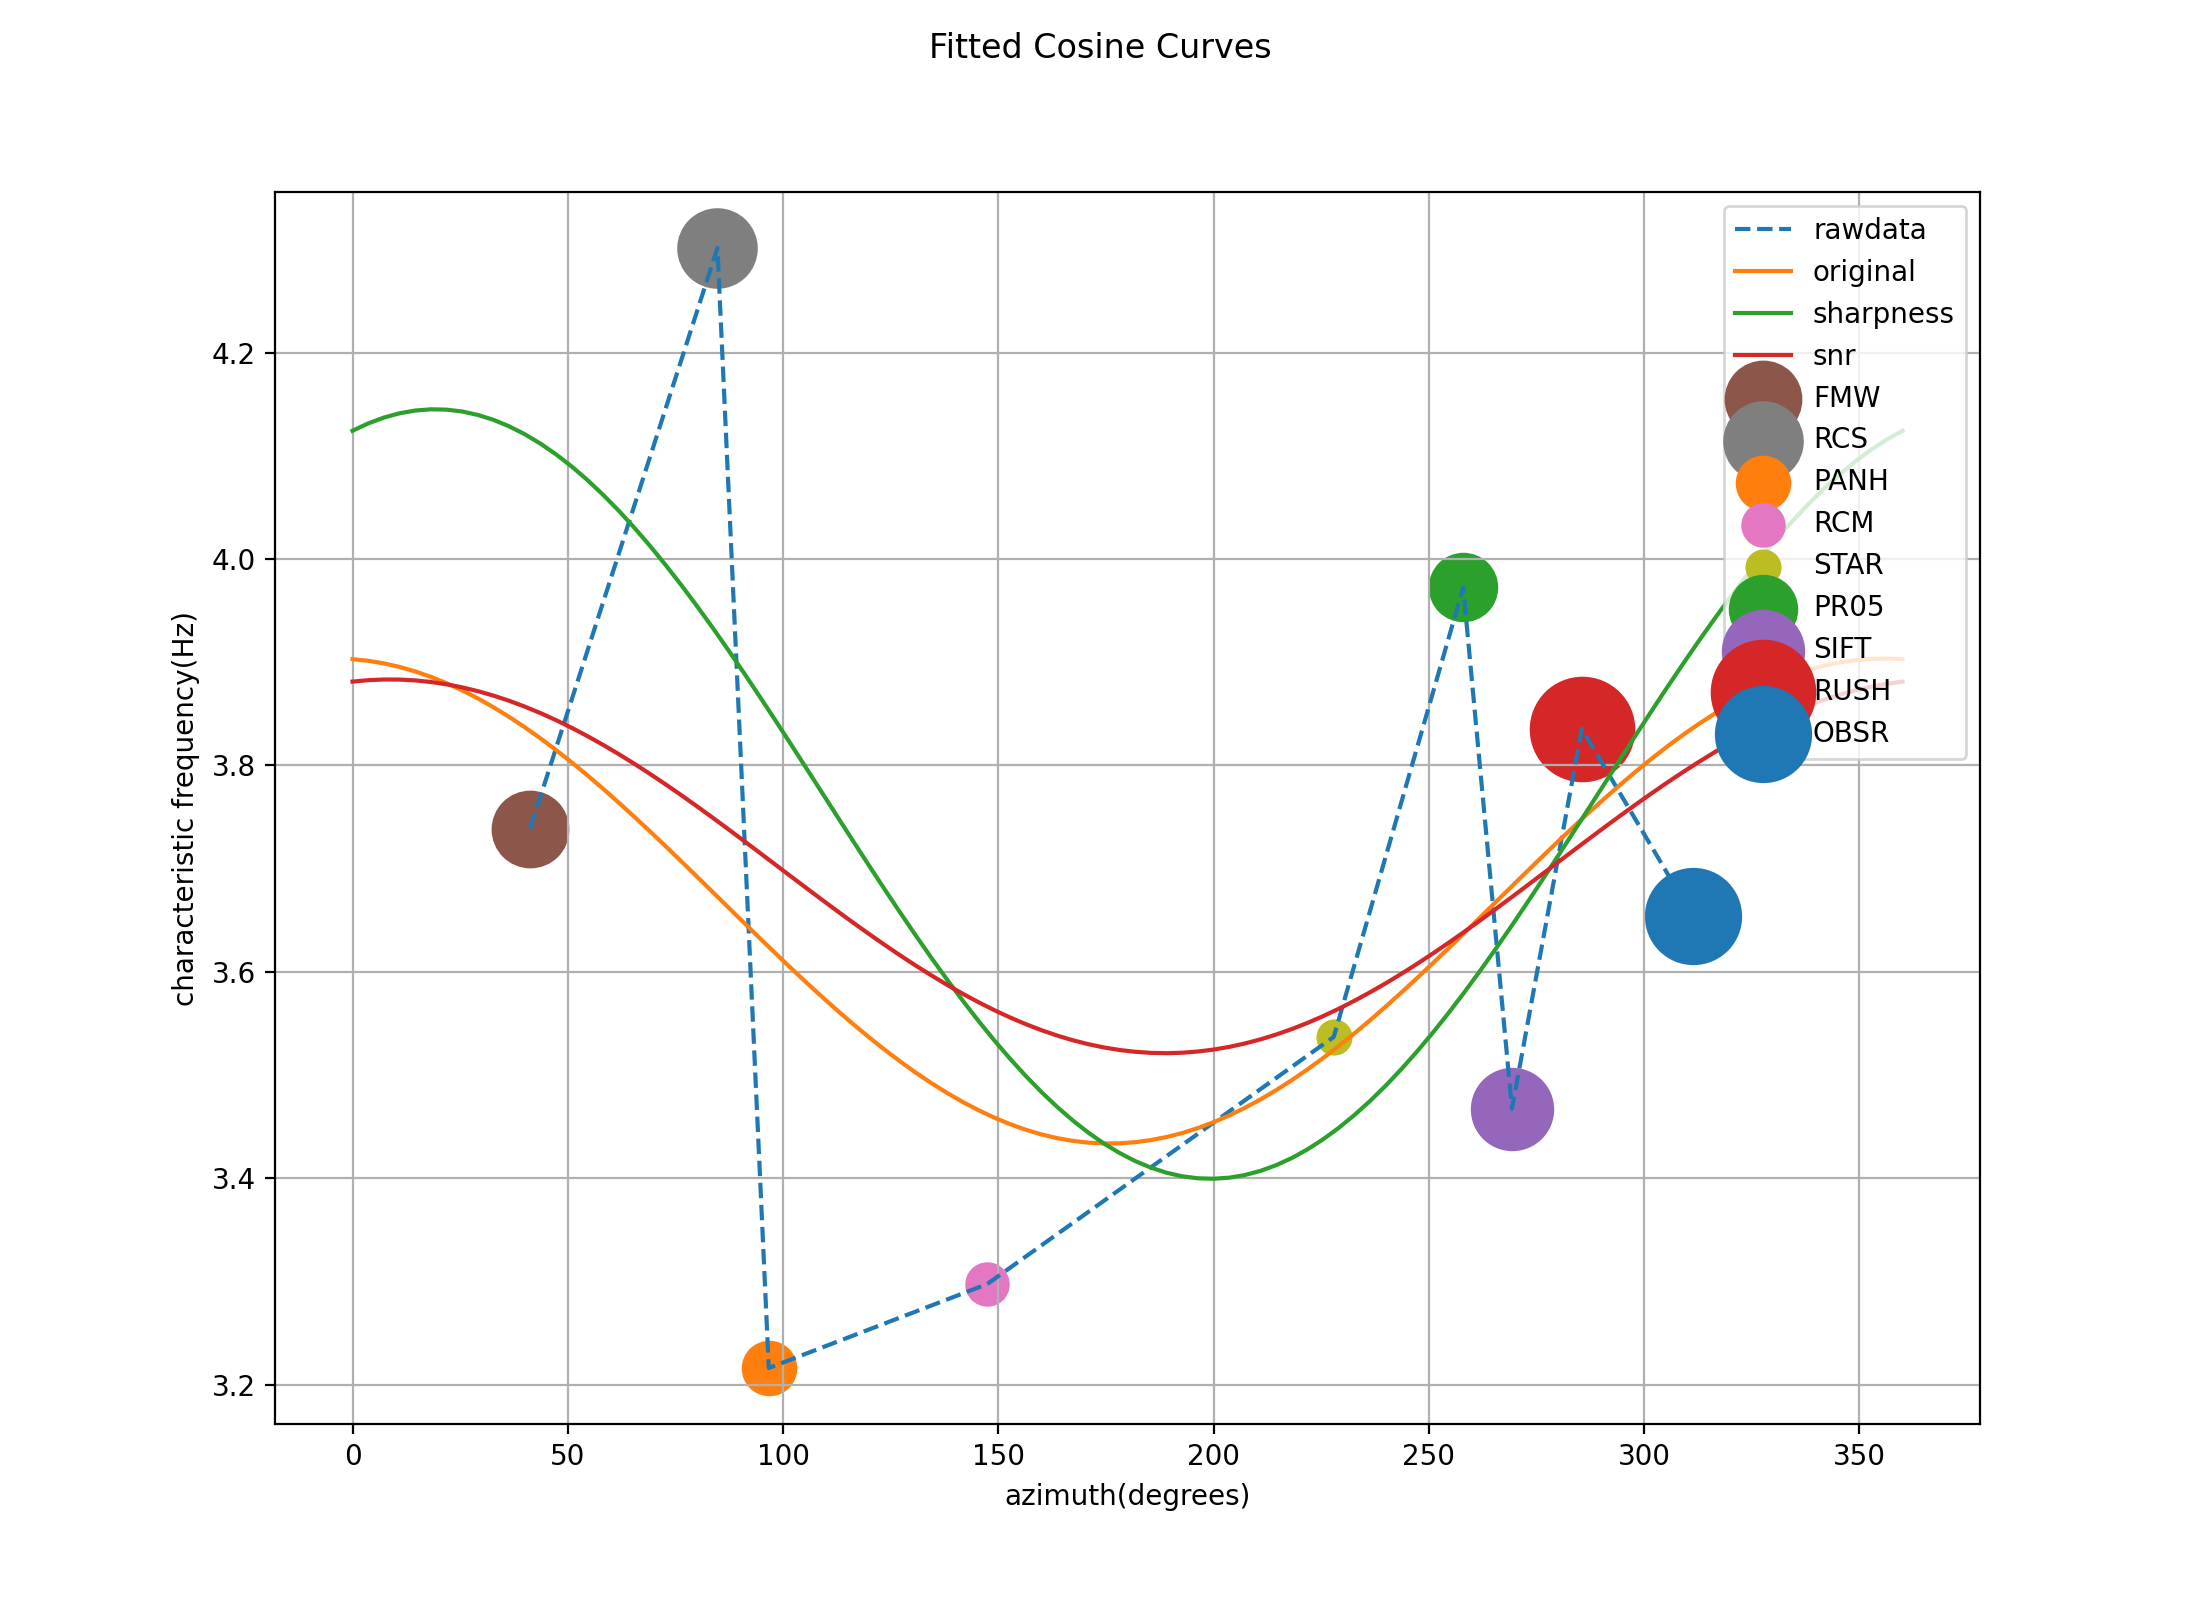 Fitted Cosine Curves
rawdata
original
sharpness
snr
FMW
RCS
PANH
RCM
STAR
PR05
SIFT
RUSH
OBSR
characteristic frequency(Hz)
4.2
4.0
3.8
3.6
3.4
3.2
0 50 100 150 200 250 300 350
azimuth(degrees)